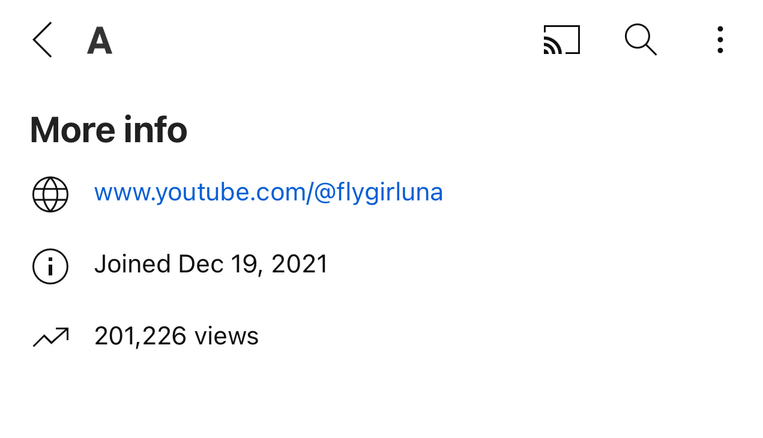 A
More info
www.youtube.com/@flygirluna
Joined Dec 19, 2021
201,226 views